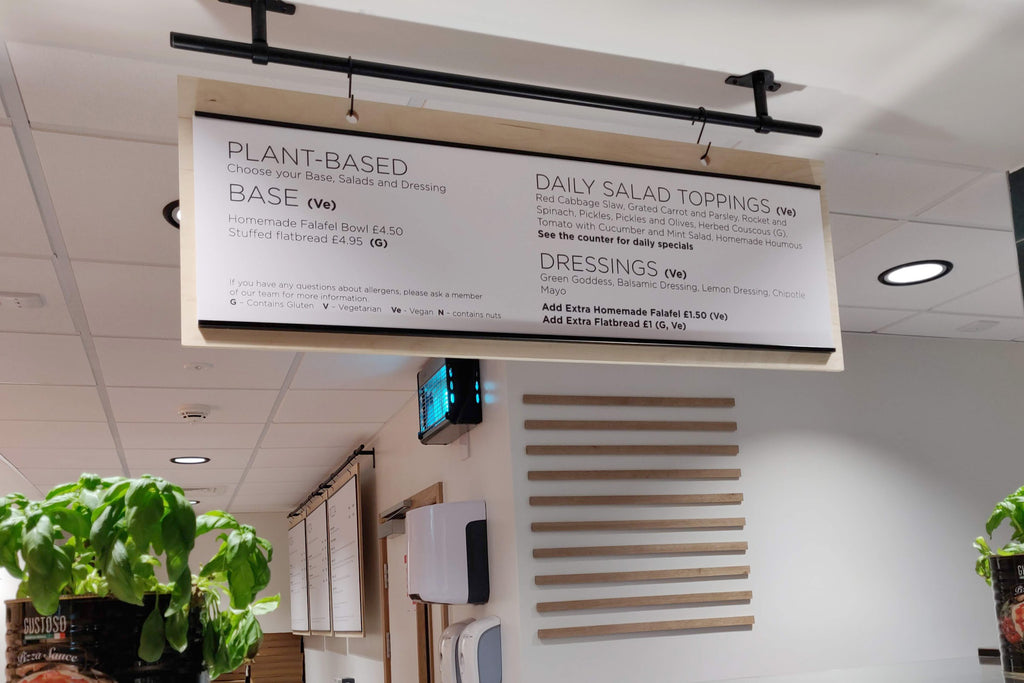 PLANT-BASED
Choose your Base, Salads and Dressing
BASE (Ve)
Homemade Falafel Bowl £4.50
Stuffed flatbread £4.95 (G)
If you have any questions about allergens, please ask a member
of our team for more information.
G - Contains Gluten V - Vegetarian Ve - Vegan N - contains nuts
DAILY SALAD TOPPINGS (Ve)
Red Cabbage Slaw, Grated Carrot and Parsley, Rocket and
Spinach, Pickles, Pickles and Olives, Herbed Couscous (G),
Tomato with Cucumber and Mint Salad, Homemade Houmous
See the counter for daily specials
DRESSINGS (Ve)
Green Goddess, Balsamic Dressing, Lemon Dressing, Chipotle
Mayo
Add Extra Homemade Falafel £1.50 (Ve)
Add Extra Flatbread £1 (G, Ve)
GUSTOSO
Pizza Sauce